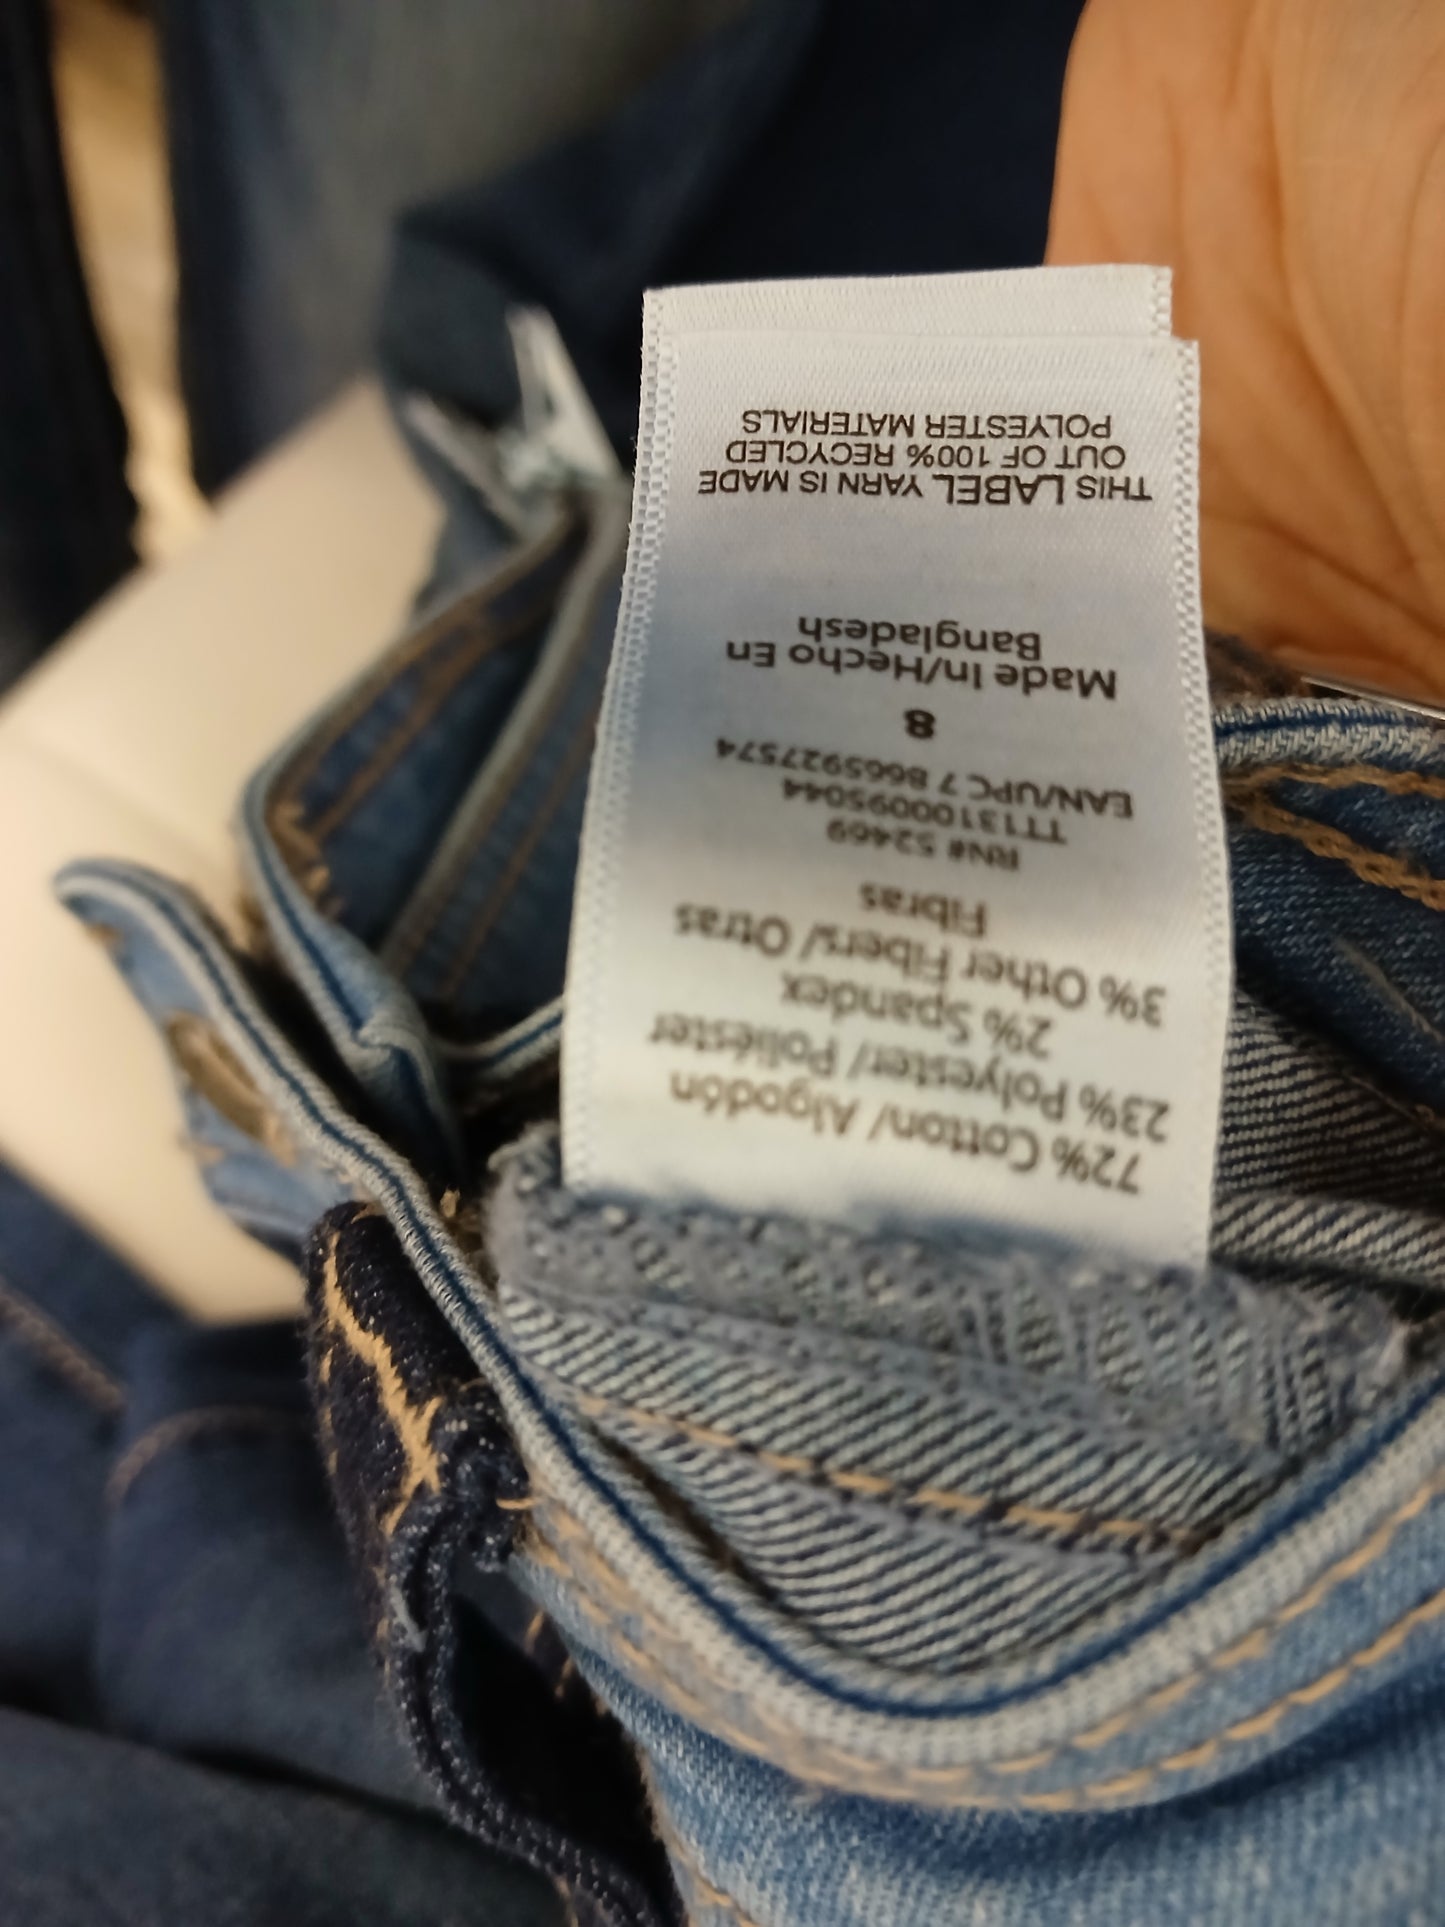 72% Cotton/ Algodón
23% Polyester/ Poliéster
2% Spandex
3% Other Fibers/ Otras
Fibras
RN# 52469
TT13100095044
EAN/UPC 7 8665927574
8
Made In/Hecho En
Bangladesh
THIS LABEL YARN IS MADE
OUT OF 100% RECYCLED
POLYESTER MATERIALS